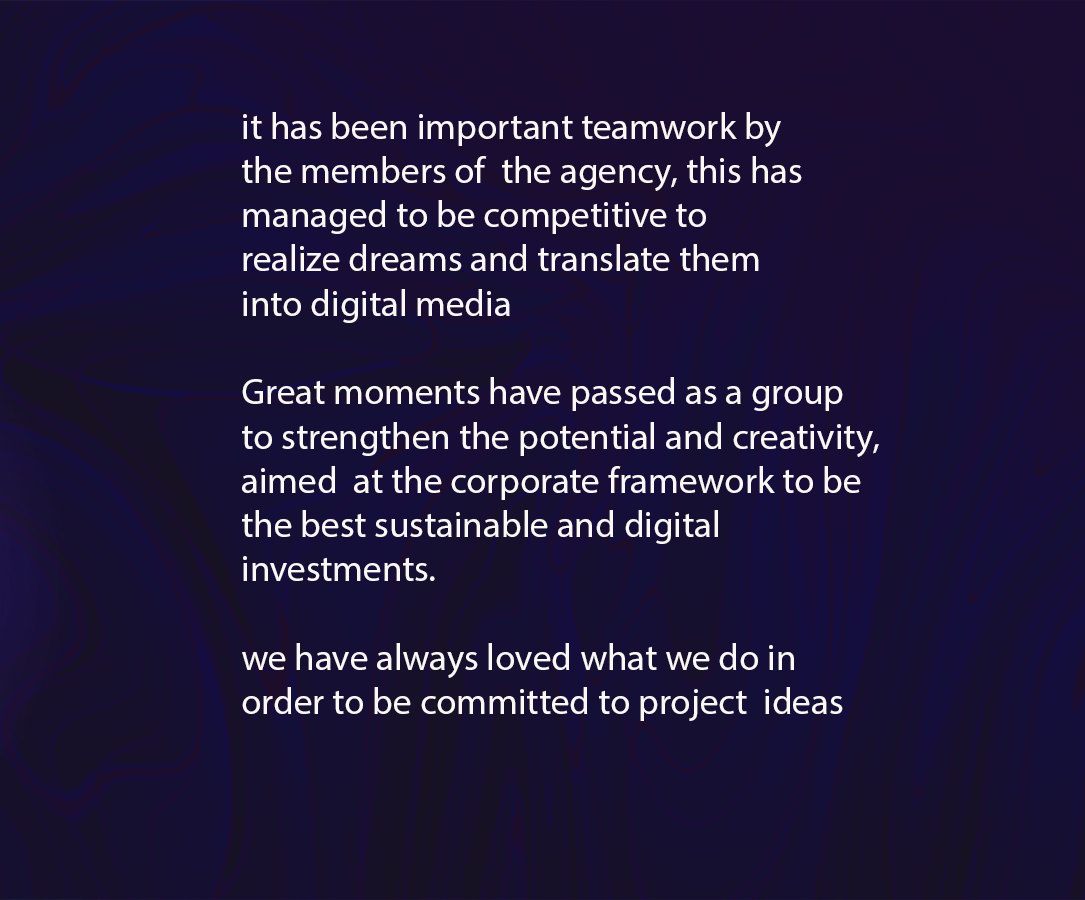 it has been important teamwork by
the members of  the agency, this has
managed to be competitive to
realize dreams and translate them
into digital media
Great moments have passed as a group
to strengthen the potential and creativity,
aimed  at the corporate framework to be
the best sustainable and digital
investments.
we have always loved what we do in
order to be committed to project  ideas